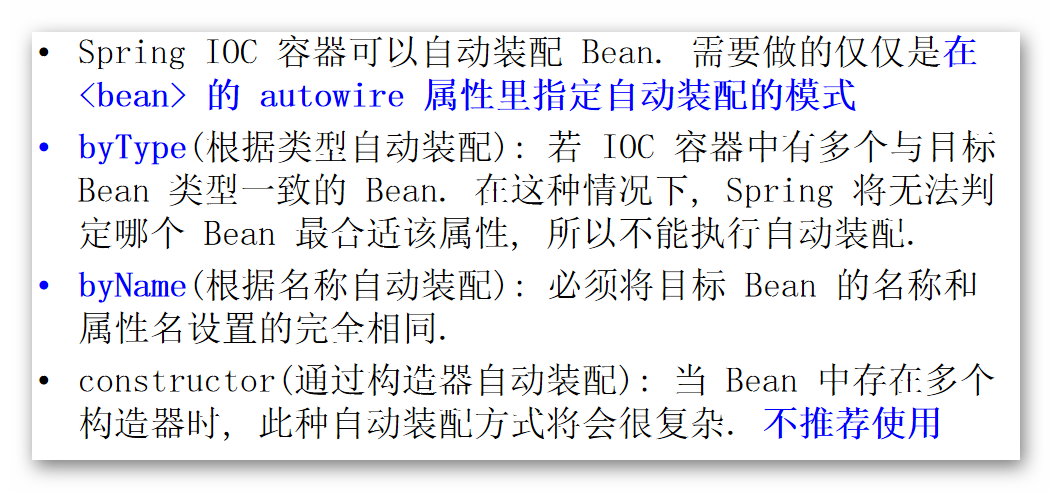 • Spring IOC 容器可以自动装配 Bean. 需要做的仅仅是在
<bean> 的 autowire 属性里指定自动装配的模式
• byType(根据类型自动装配): 若 IOC 容器中有多个与目标
Bean 类型一致的 Bean. 在这种情况下, Spring 将无法判
定哪个 Bean 最合适该属性, 所以不能执行自动装配.
• byName(根据名称自动装配): 必须将目标 Bean 的名称和
属性名设置的完全相同.
• constructor(通过构造器自动装配): 当 Bean 中存在多个
构造器时, 此种自动装配方式将会很复杂. 不推荐使用